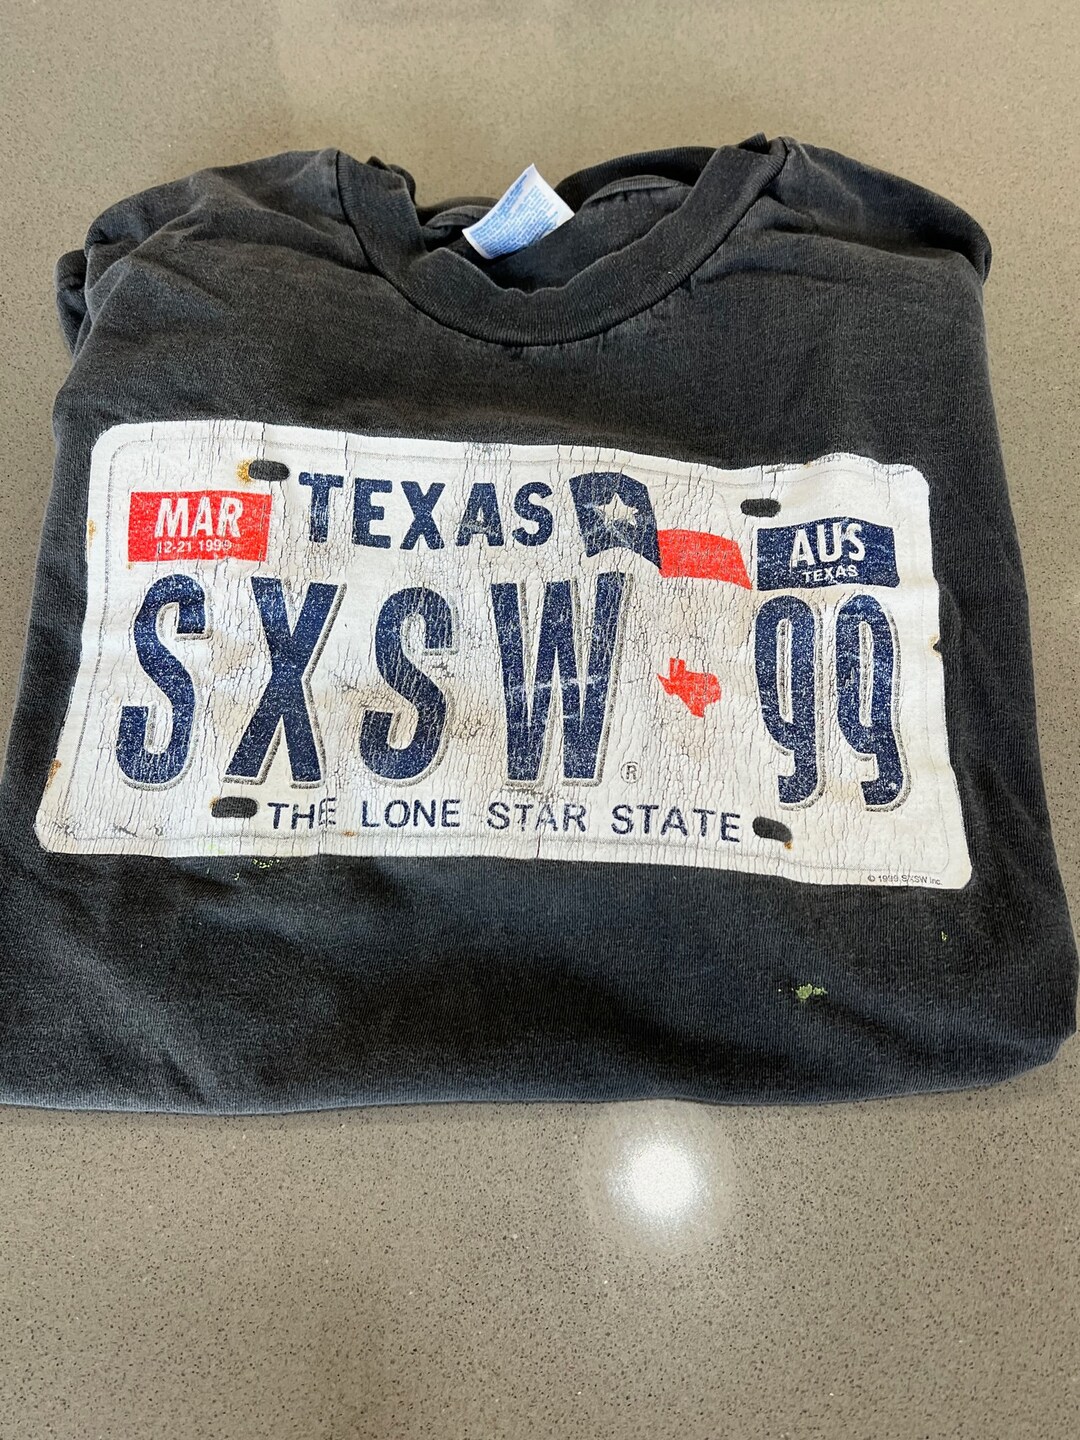 MAR
12-21 1999
TEXAS
AUS
TEXAS
SXSW 99
®
THE LONE STAR STATE
© 1999 SXSW Inc.